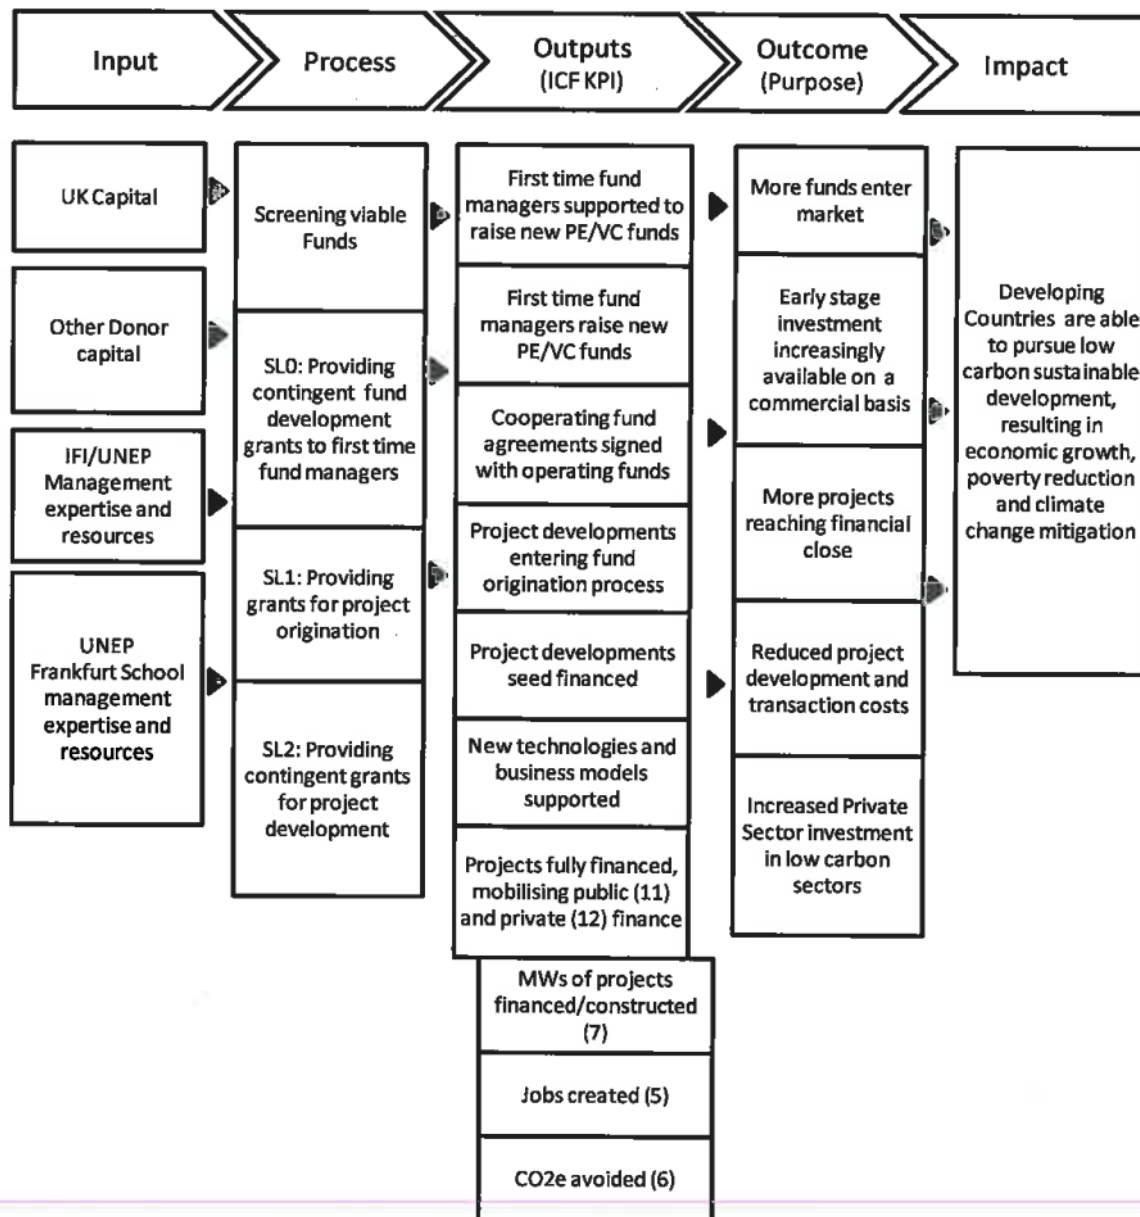 Input
Process
Outputs
(ICF KPI)
Outcome
(Purpose)
Impact
UK Capital
Other Donor
capital
IFI/UNEP
Management
expertise and
resources
UNEP
Frankfurt School
management
expertise and
resources
Screening viable
Funds
SL0: Providing
contingent fund
development
grants to first time
fund managers
SL1: Providing
grants for project
origination
SL2: Providing
contingent grants
for project
development
First time fund
managers supported to
raise new PE/VC funds
First time fund
managers raise new
PE/VC funds
Cooperating fund
agreements signed
with operating funds
Project developments
entering fund
origination process
Project developments
seed financed
New technologies and
business models
supported
Projects fully financed,
mobilising public (11)
and private (12) finance
MWs of projects
financed/constructed
(7)
Jobs created (5)
CO2e avoided (6)
More funds enter
market
Early stage
investment
increasingly
available on a
commercial basis
More projects
reaching financial
close
Reduced project
development and
transaction costs
Increased Private
Sector investment
in low carbon
sectors
Developing
Countries are able
to pursue low
carbon sustainable
development,
resulting in
economic growth,
poverty reduction
and climate
change mitigation